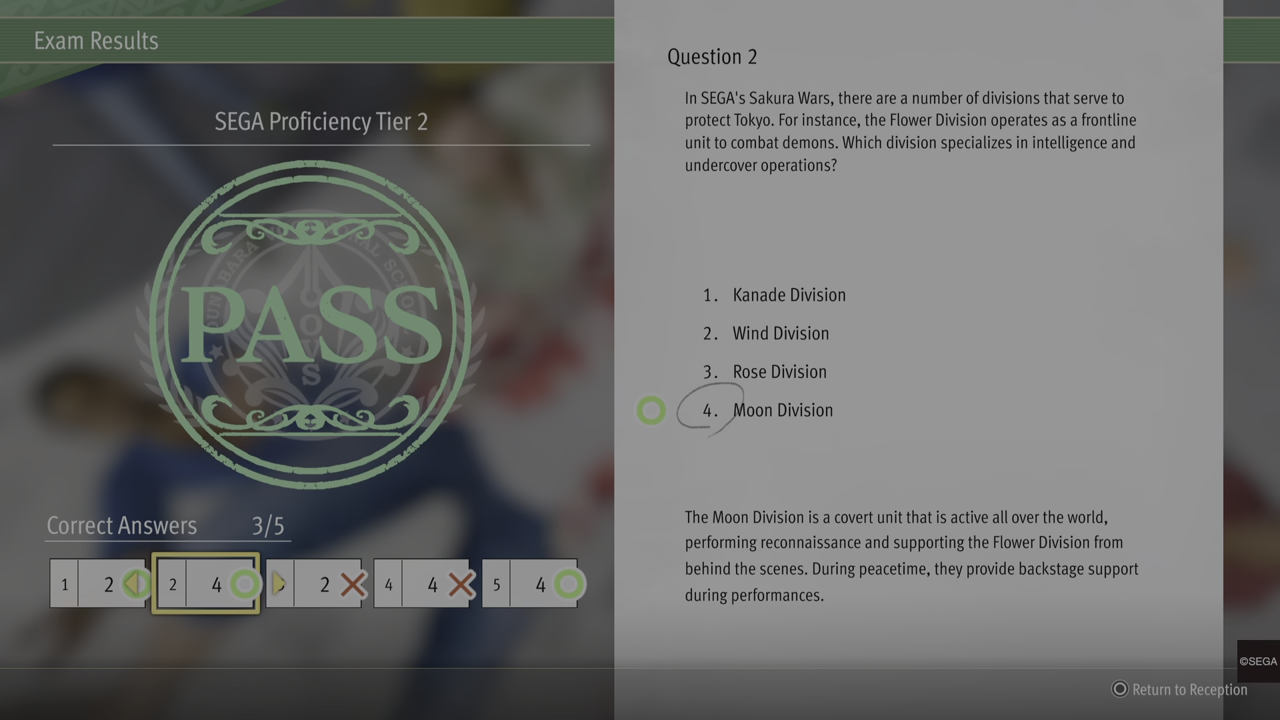 Exam Results
SEGA Proficiency Tier 2
PASS
Correct Answers 3/5
1 2
2 4
2
4 4
5 4
Question 2
In SEGA's Sakura Wars, there are a number of divisions that serve to
protect Tokyo. For instance, the Flower Division operates as a frontline
unit to combat demons. Which division specializes in intelligence and
undercover operations?
1. Kanade Division
2. Wind Division
3. Rose Division
4. Moon Division
The Moon Division is a covert unit that is active all over the world,
performing reconnaissance and supporting the Flower Division from
behind the scenes. During peacetime, they provide backstage support
during performances.
©SEGA
Return to Reception